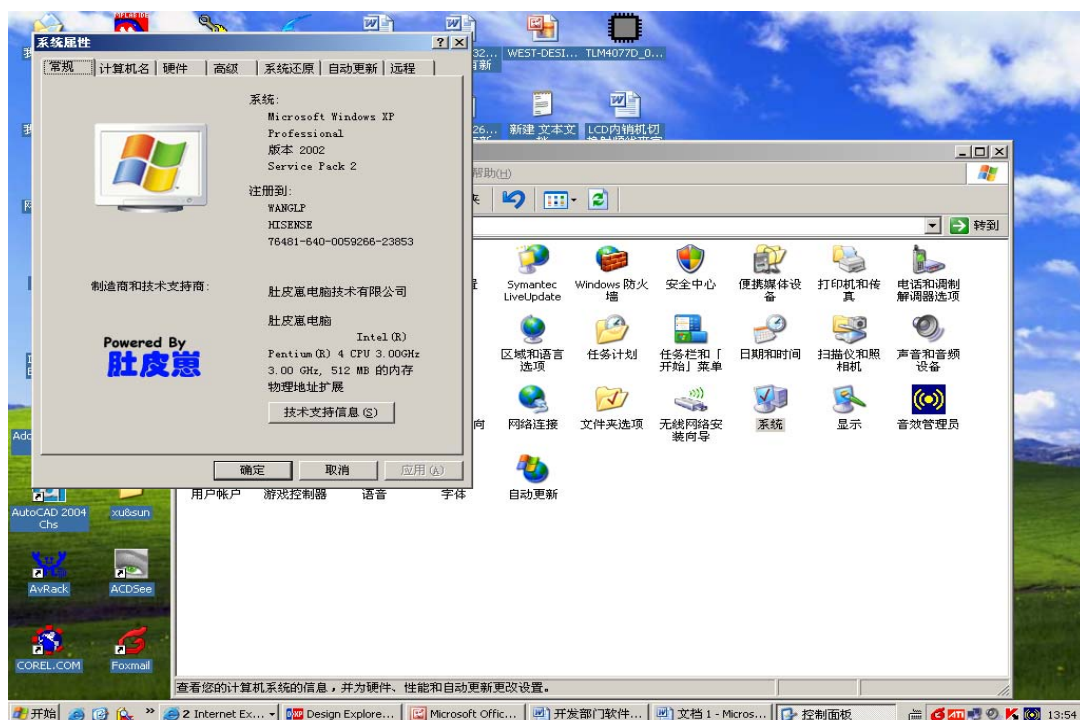 系统属性
常规 计算机名 硬件 高级 系统还原 自动更新 远程
系统:
Microsoft Windows XP
Professional
版本 2002
Service Pack 2
注册到:
WANGLP
HISENSE
76481-640-0059266-23853
制造商和技术支持商:
肚皮崽电脑技术有限公司
肚皮崽电脑
Powered By
肚皮崽
Intel(R)
Pentium(R) 4 CPU 3.00GHz
3.00 GHz, 512 MB 的内存
物理地址扩展
技术支持信息(S)
确定 取消 应用(A)
WEST-DESI... TLM4077D_0...
新建 文本文 LCD内销机切
帮助(H)
转到
Symantec LiveUpdate
Windows 防火墙
安全中心
便携媒体设备
打印机和传真
电话和调制解调器选项
区域和语言选项
任务计划
任务栏和「开始」菜单
日期和时间
扫描仪和照相机
声音和音频设备
网络连接
文件夹选项
无线网络安装向导
系统
显示
音效管理员
用户帐户 游戏控制器 语音 字体 自动更新
AutoCAD 2004 Chs
xu&sun
AvRack
ACDSee
COREL.COM
Foxmail
查看您的计算机系统的信息，并为硬件、性能和自动更新更改设置。
开始 2 Internet Ex... Design Explore... Microsoft Offic... 开发部门软件... 文档 1 - Micros... 控制面板 13:54